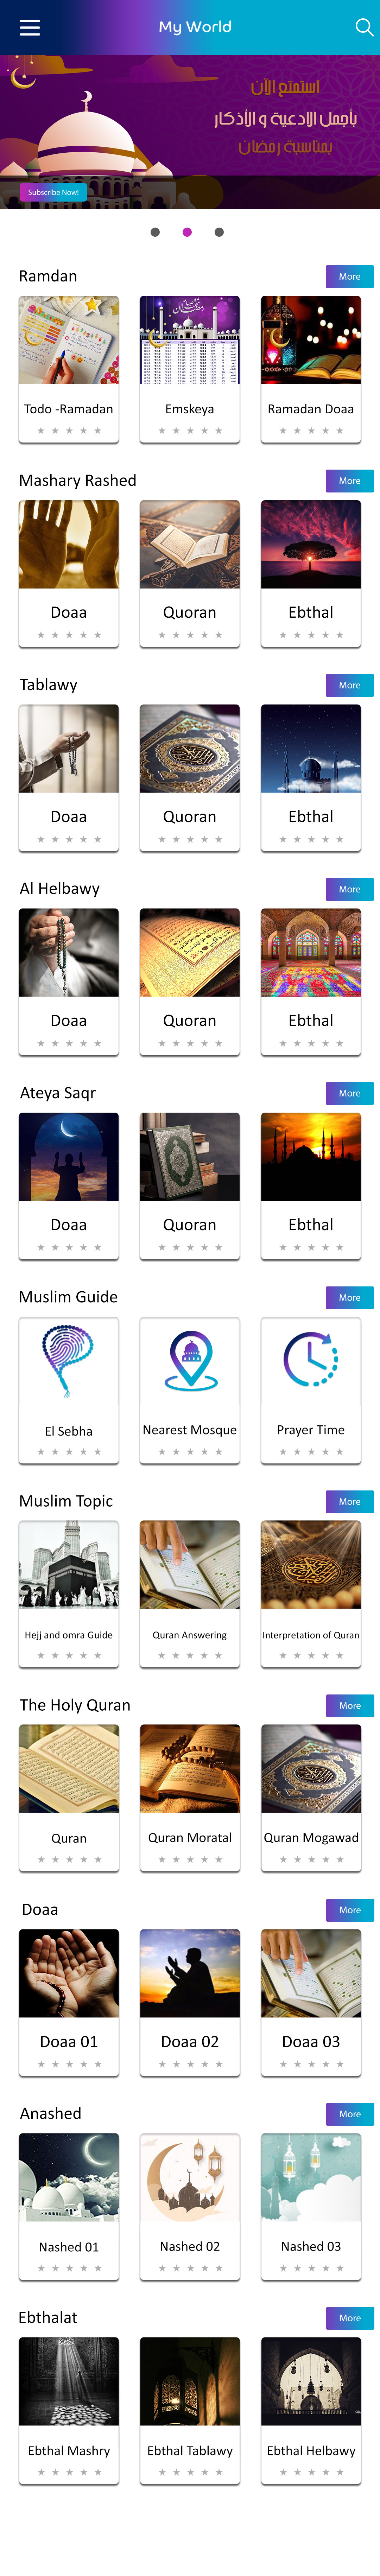 My World
استمتع الآن
بأجمل الادعية و الأذكار
بمناسبة رمضان
Subscribe Now!
Ramdan
More
Todo -Ramadan
Emskeya
Ramadan Doaa
Mashary Rashed
More
Doaa
Quoran
Ebthal
Tablawy
More
Doaa
Quoran
Ebthal
Al Helbawy
More
Doaa
Quoran
Ebthal
Ateya Saqr
More
Doaa
Quoran
Ebthal
Muslim Guide
More
El Sebha
Nearest Mosque
Prayer Time
Muslim Topic
More
Hejj and omra Guide
Quran Answering
Interpretation of Quran
The Holy Quran
More
Quran
Quran Moratal
Quran Mogawad
Doaa
More
Doaa 01
Doaa 02
Doaa 03
Anashed
More
Nashed 01
Nashed 02
Nashed 03
Ebthalat
More
Ebthal Mashry
Ebthal Tablawy
Ebthal Helbawy